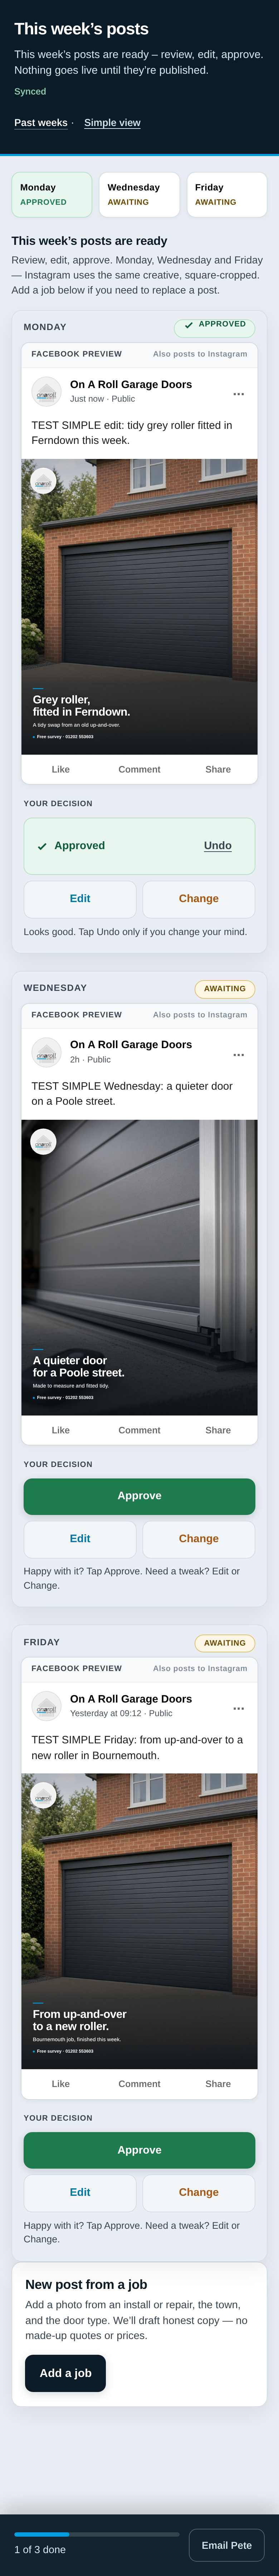 This week’s posts
This week’s posts are ready – review, edit, approve.
Nothing goes live until they’re published.
Synced
Past weeks · Simple view
Monday
APPROVED
Wednesday
AWAITING
Friday
AWAITING
This week’s posts are ready
Review, edit, approve. Monday, Wednesday and Friday
— Instagram uses the same creative, square-cropped.
Add a job below if you need to replace a post.
MONDAY
APPROVED
FACEBOOK PREVIEW
Also posts to Instagram
On A Roll Garage Doors
Just now · Public
TEST SIMPLE edit: tidy grey roller fitted in
Ferndown this week.
Grey roller,
fitted in Ferndown.
A tidy swap from an old up-and-over.
Free survey · 01202 553603
Like
Comment
Share
YOUR DECISION
Approved
Undo
Edit
Change
Looks good. Tap Undo only if you change your mind.
WEDNESDAY
AWAITING
FACEBOOK PREVIEW
Also posts to Instagram
On A Roll Garage Doors
2h · Public
TEST SIMPLE Wednesday: a quieter door
on a Poole street.
A quieter door
for a Poole street.
Made to measure and fitted tidy.
Free survey · 01202 553603
Like
Comment
Share
YOUR DECISION
Approve
Edit
Change
Happy with it? Tap Approve. Need a tweak? Edit or
Change.
FRIDAY
AWAITING
FACEBOOK PREVIEW
Also posts to Instagram
On A Roll Garage Doors
Yesterday at 09:12 · Public
TEST SIMPLE Friday: from up-and-over to a
new roller in Bournemouth.
From up-and-over
to a new roller.
Bournemouth job, finished this week.
Free survey · 01202 553603
Like
Comment
Share
YOUR DECISION
Approve
Edit
Change
Happy with it? Tap Approve. Need a tweak? Edit or
Change.
New post from a job
Add a photo from an install or repair, the town,
and the door type. We’ll draft honest copy — no
made-up quotes or prices.
Add a job
1 of 3 done
Email Pete